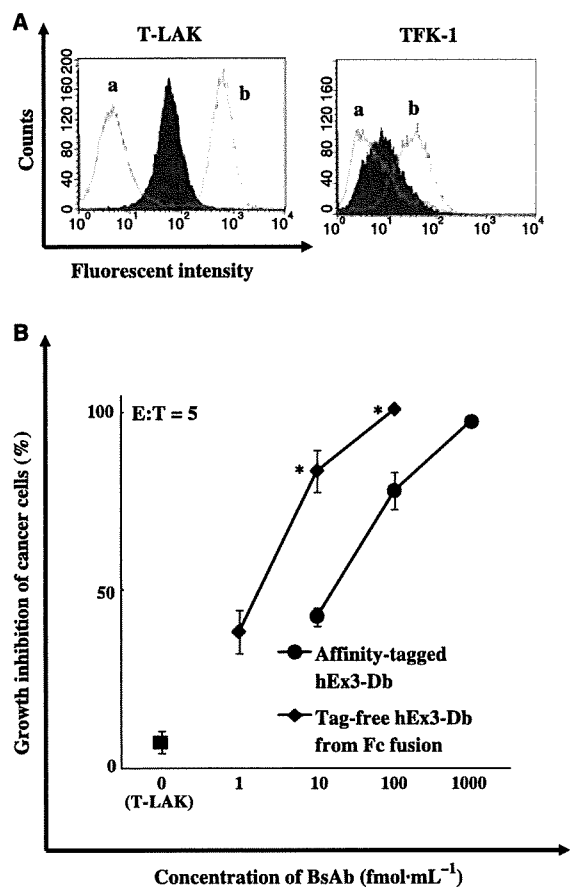 A
T-LAK
TFK-1
Counts
200
160
120
80
40
0
a
b
10⁰
10¹
10²
10³
10⁴
200
160
120
80
40
0
a
b
10⁰
10¹
10²
10³
10⁴
Fluorescent intensity
B
Growth inhibition of cancer cells (%)
100
50
0
E:T = 5
*
*
Affinity-tagged
hEx3-Db
Tag-free hEx3-Db
from Fc fusion
0
1
10
100
1000
(T-LAK)
Concentration of BsAb (fmol·mL⁻¹)